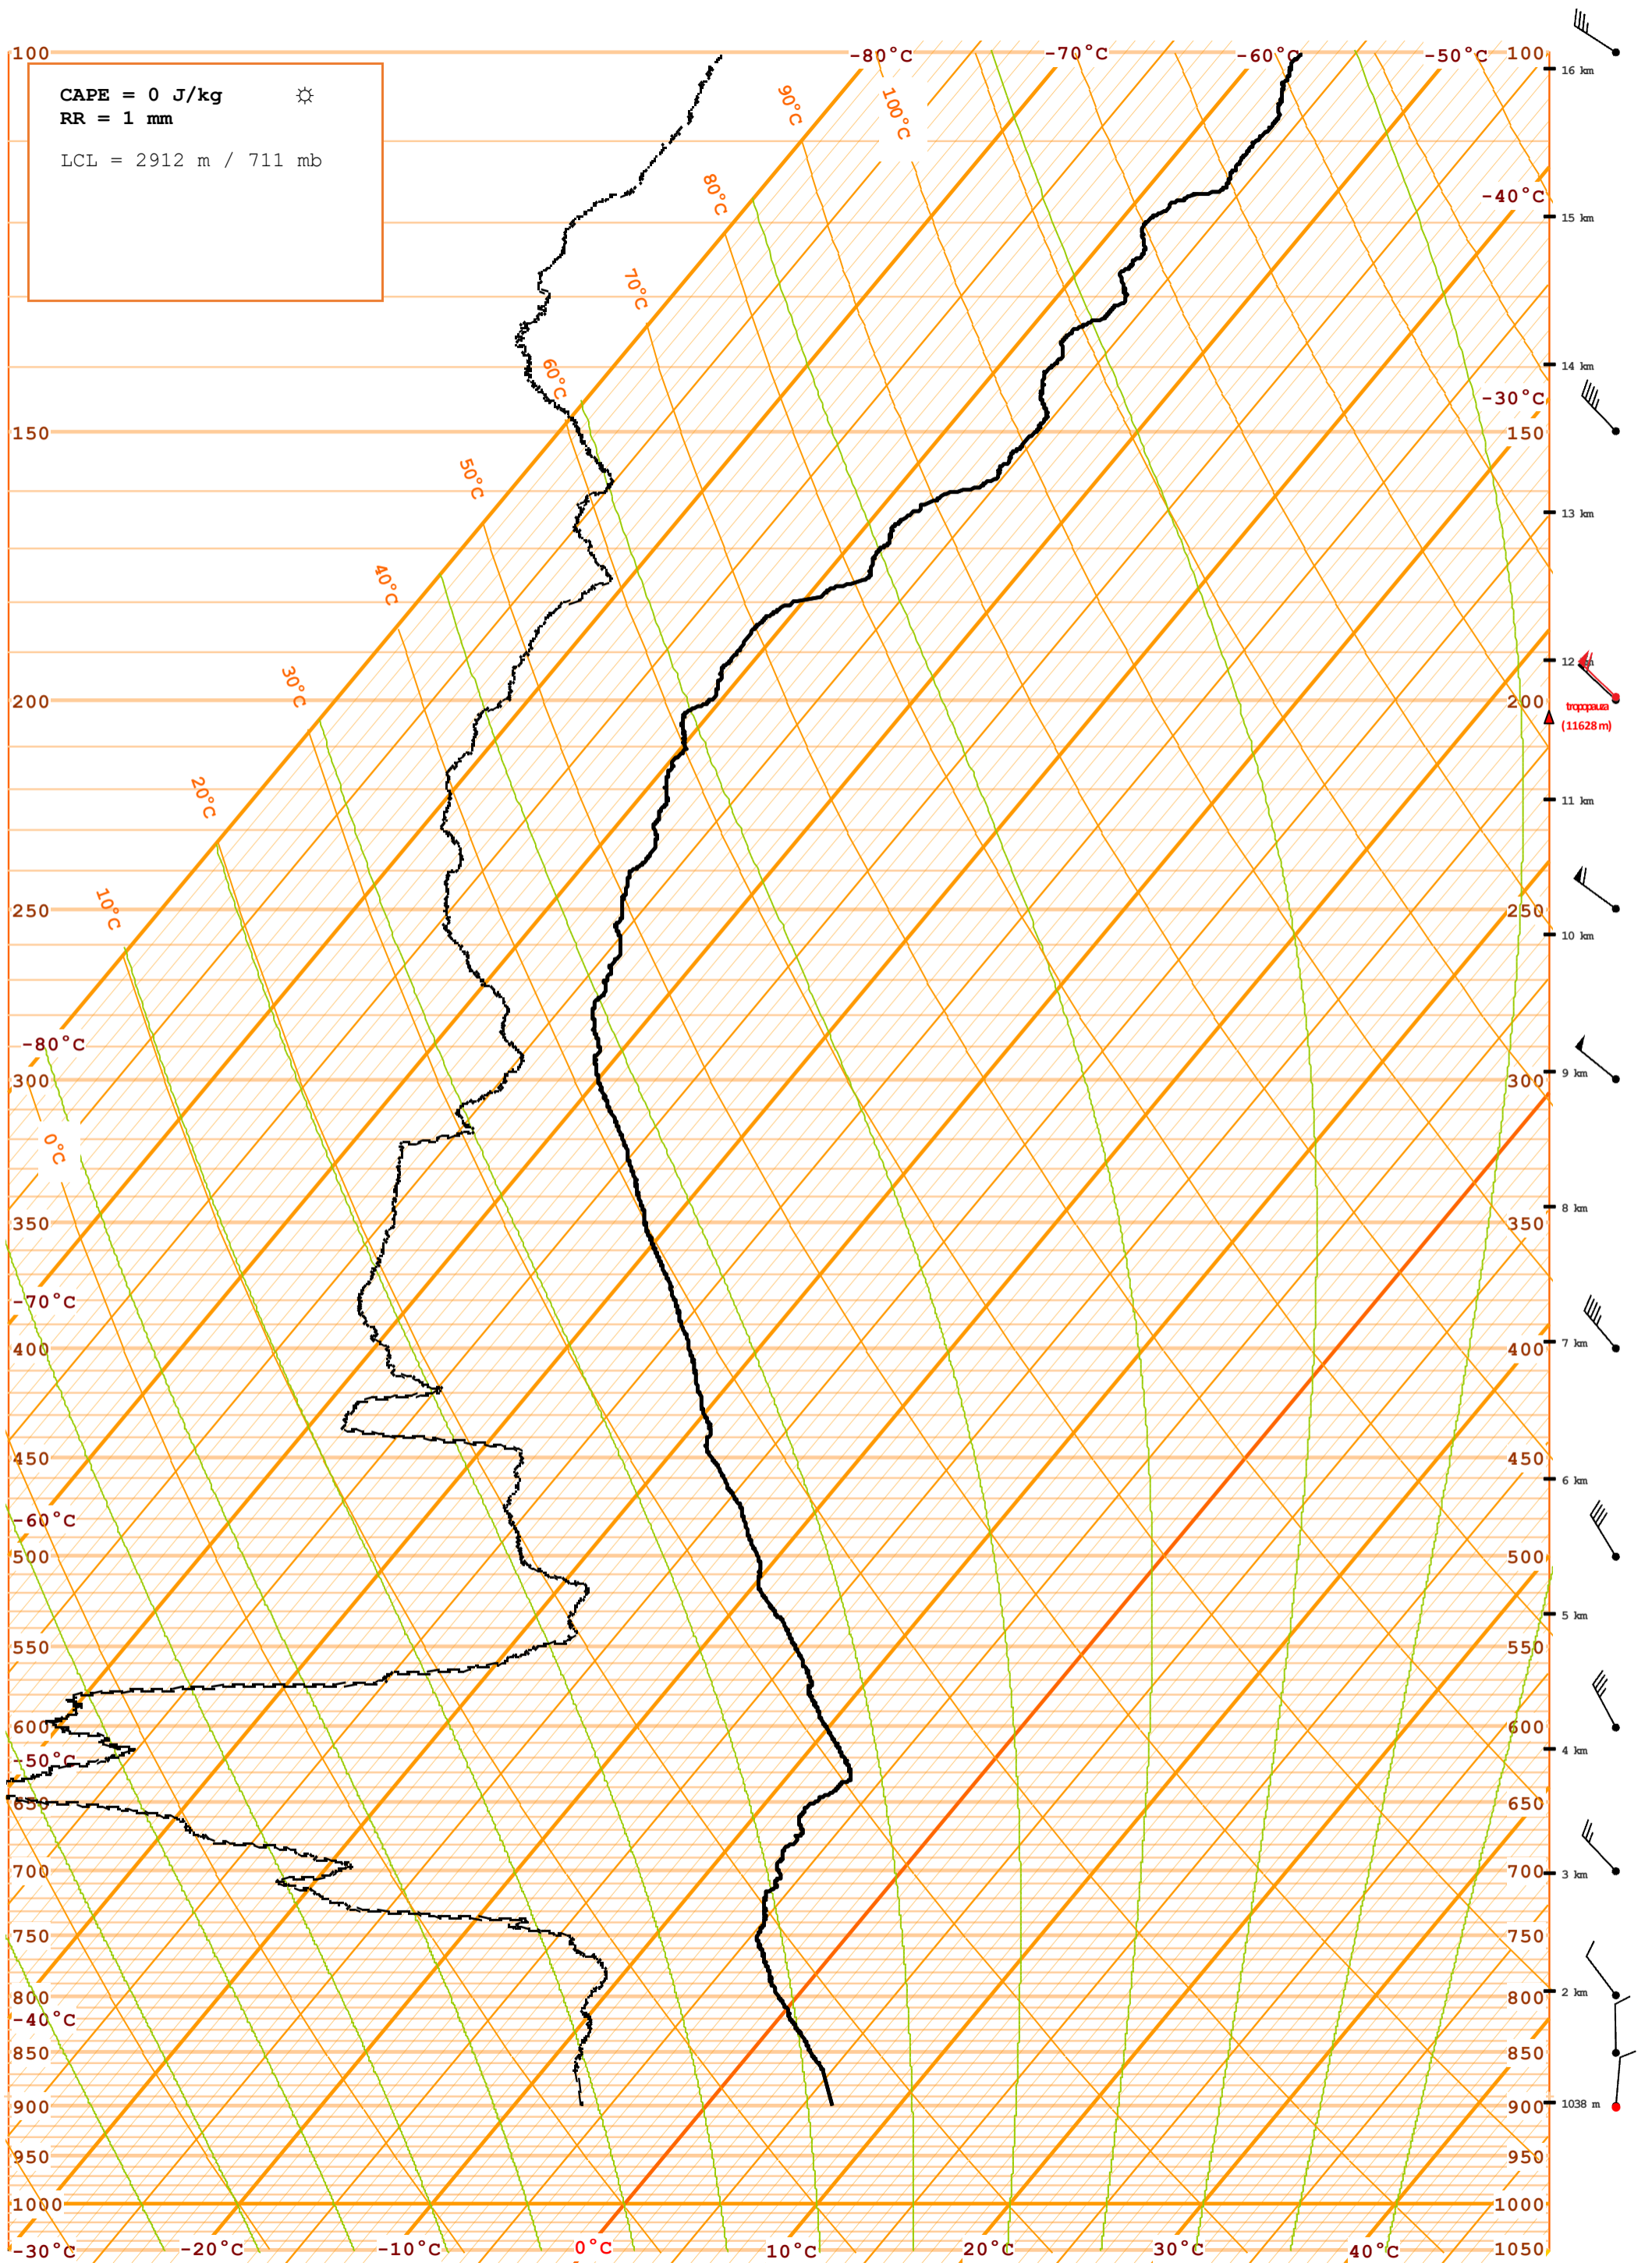 100 -80°C -70°C -60°C -50°C 100
16 km
CAPE = 0 J/kg ☼
RR = 1 mm
LCL = 2912 m / 711 mb
90°C
100°C
80°C
-40°C
15 km
70°C
14 km
60°C
-30°C
150 150
50°C
13 km
40°C
12 km
30°C
200 200
tropopauza
(11628 m)
20°C
11 km
10°C
250 250
10 km
-80°C
300 300
9 km
0°C
8 km
350 350
-70°C
7 km
400 400
450 450
6 km
-60°C
500 500
5 km
550 550
600 600
4 km
-50°C
650 650
700 700
3 km
750 750
2 km
800 800
-40°C
850 850
900 900
1038 m
950 950
1000 1000
-30°C -20°C -10°C 0°C 10°C 20°C 30°C 40°C 1050